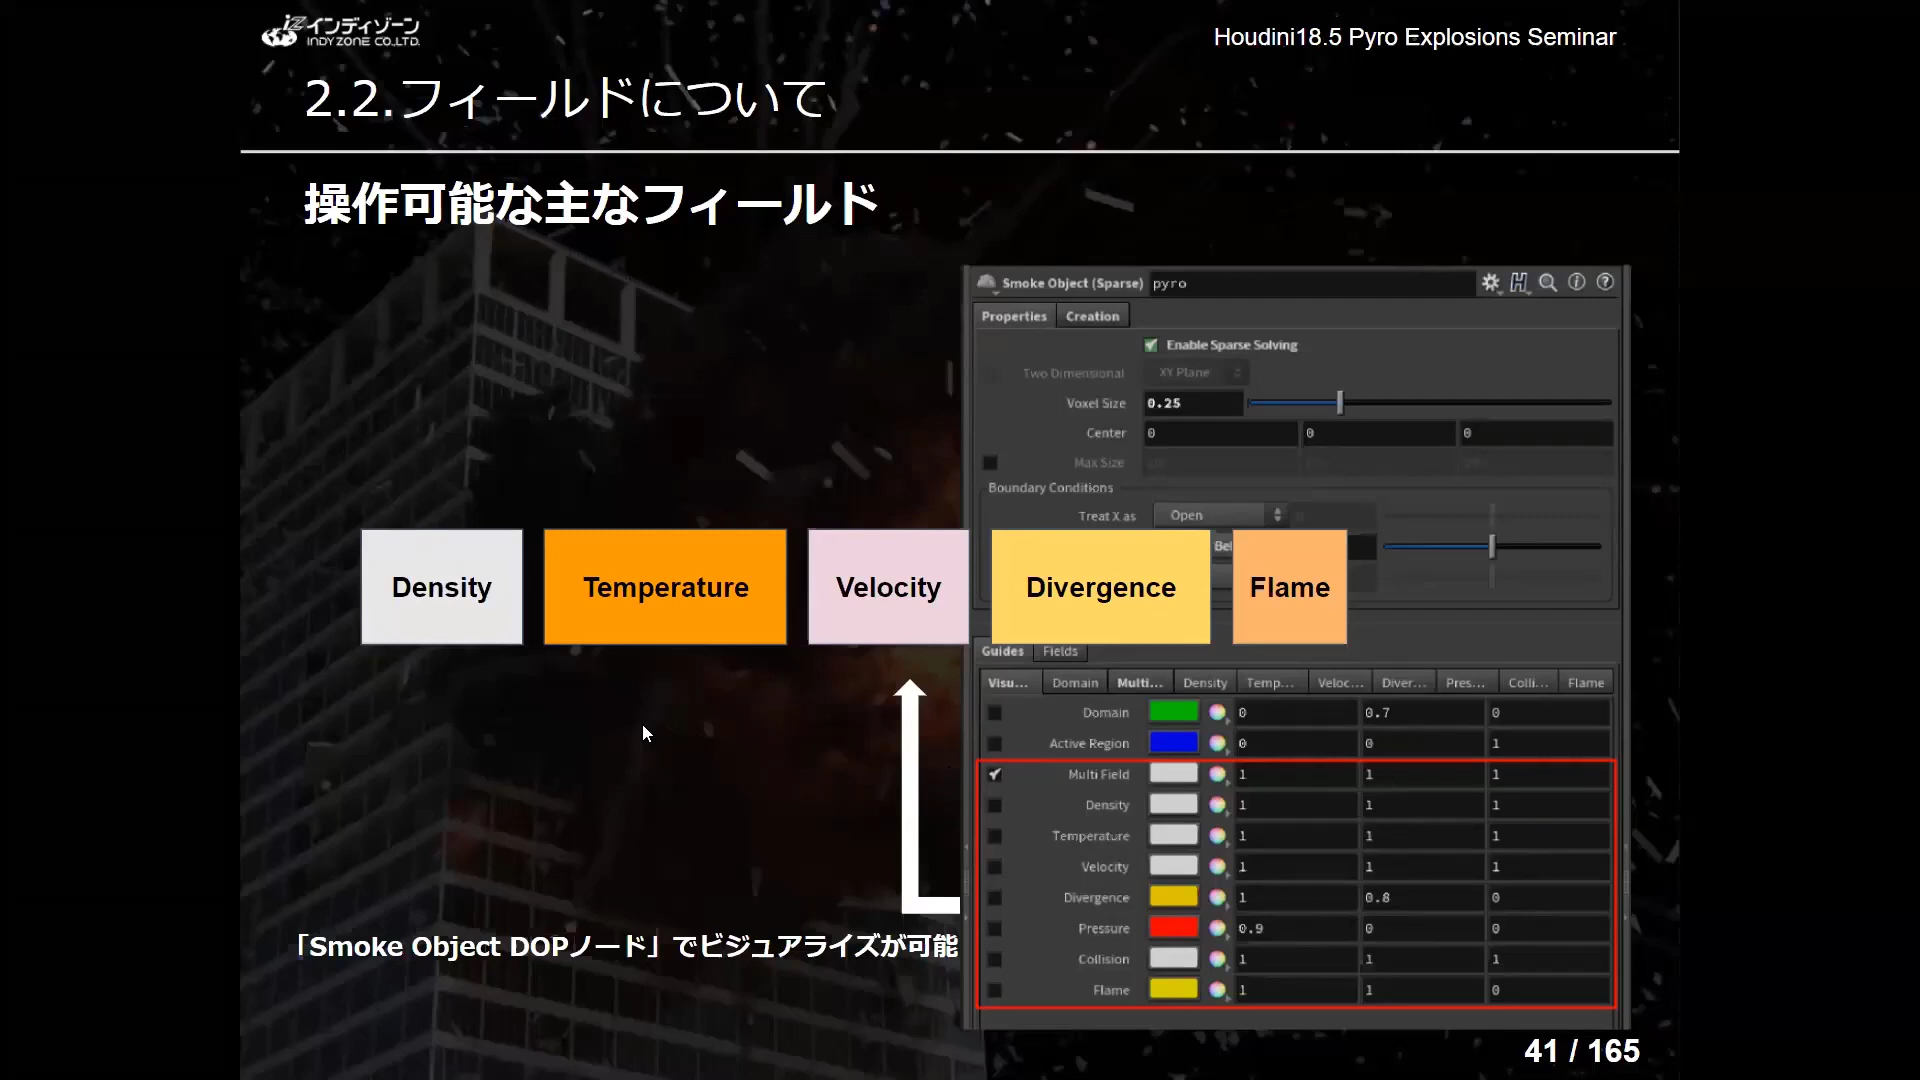 インディゾーン
INDYZONE CO.,LTD.
Houdini18.5 Pyro Explosions Seminar
2.2.フィールドについて
操作可能な主なフィールド
Smoke Object (Sparse) pyro
Properties Creation
Enable Sparse Solving
Two Dimensional XY Plane
Voxel Size 0.25
Center 0 0 0
Max Size
Boundary Conditions
Treat X as Open
Bel
Density Temperature Velocity Divergence Flame
Guides Fields
Visu... Domain Multi... Density Temp... Veloc... Diver... Pres... Colli... Flame
Domain 0 0.7 0
Active Region 0 0 1
Multi Field 1 1 1
Density 1 1 1
Temperature 1 1 1
Velocity 1 1 1
Divergence 1 0.8 0
Pressure 0.9 0 0
Collision 1 1 1
Flame 1 1 0
「Smoke Object DOPノード」でビジュアライズが可能
41 / 165